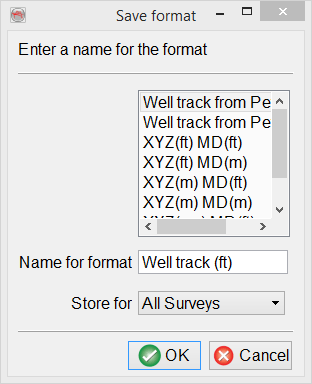 Save format
Enter a name for the format
Well track from Pe
Well track from Pe
XYZ(ft) MD(ft)
XYZ(ft) MD(m)
XYZ(m) MD(ft)
XYZ(m) MD(m)
Name for format Well track (ft)
Store for All Surveys
OK Cancel